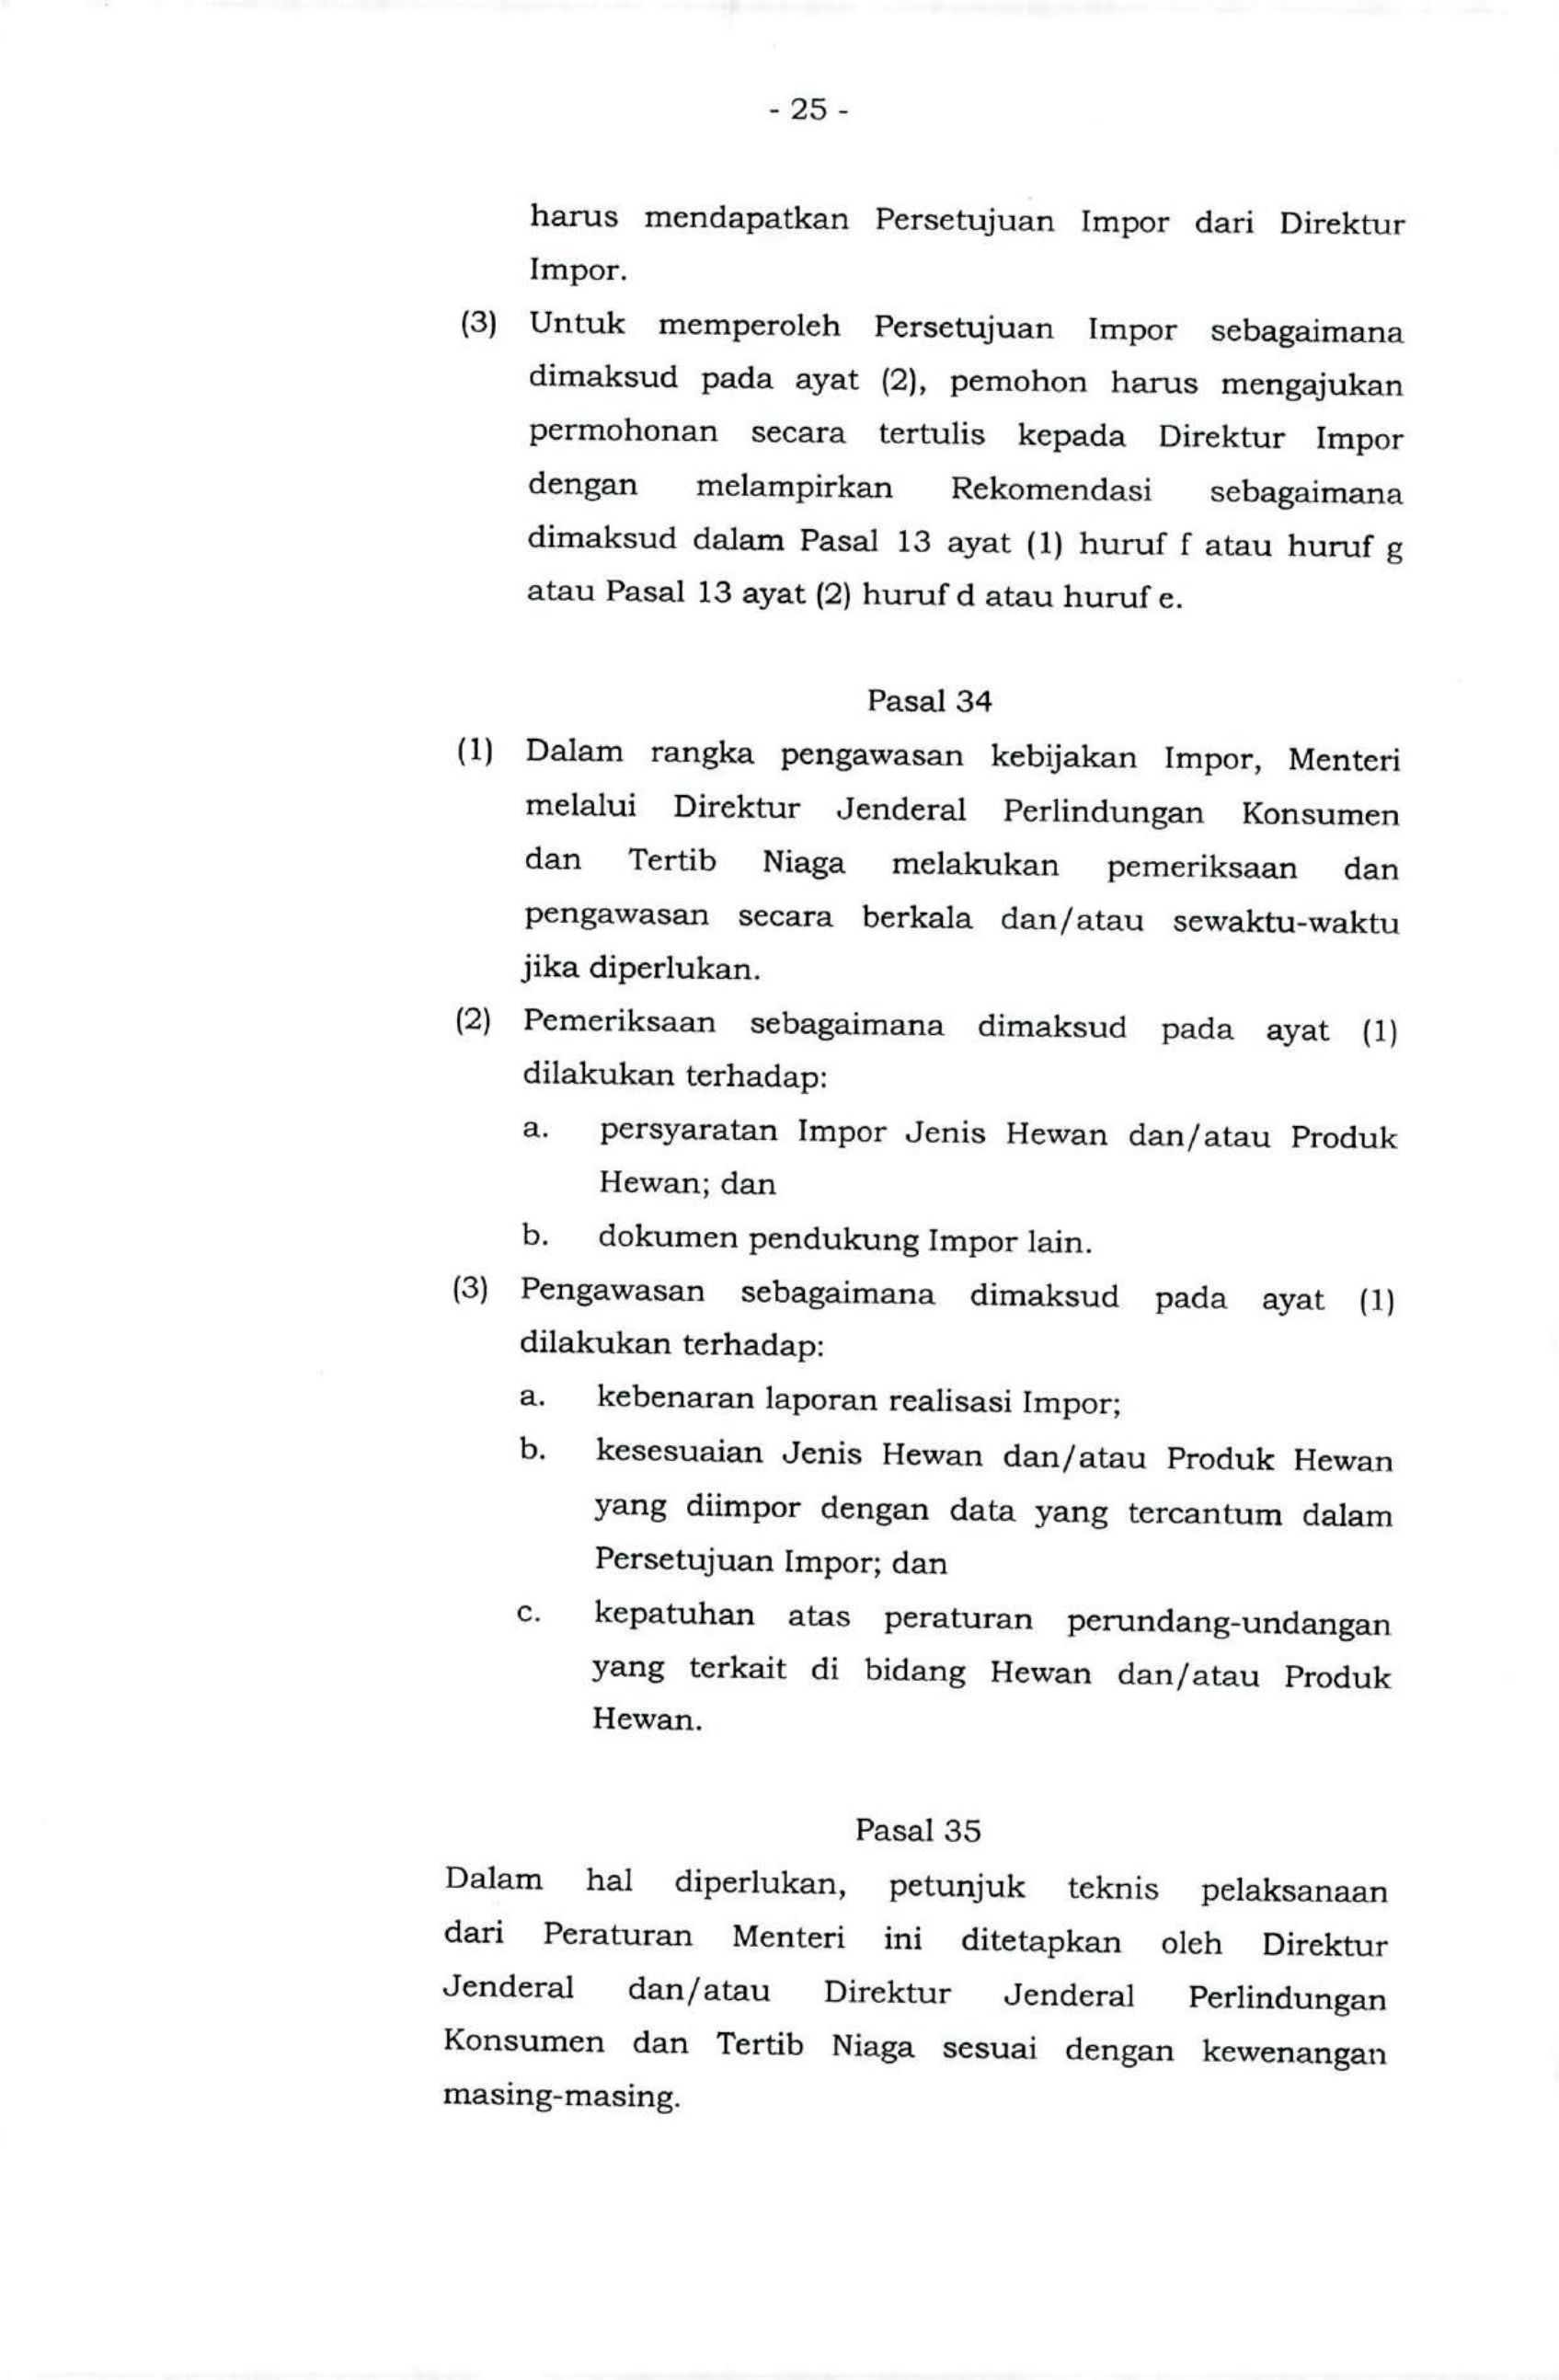 - 25 -
harus mendapatkan Persetujuan Impor dari Direktur
Impor.
(3) Untuk memperoleh Persetujuan Impor sebagaimana
dimaksud pada ayat (2), pemohon harus mengajukan
permohonan secara tertulis kepada Direktur Impor
dengan melampirkan Rekomendasi sebagaimana
dimaksud dalam Pasal 13 ayat (1) huruf f atau huruf g
atau Pasal 13 ayat (2) huruf d atau huruf e.
Pasal 34
(1) Dalam rangka pengawasan kebijakan Impor, Menteri
melalui Direktur Jenderal Perlindungan Konsumen
dan Tertib Niaga melakukan pemeriksaan dan
pengawasan secara berkala dan/atau sewaktu-waktu
jika diperlukan.
(2) Pemeriksaan sebagaimana dimaksud pada ayat (1)
dilakukan terhadap:
a. persyaratan Impor Jenis Hewan dan/atau Produk
Hewan; dan
b. dokumen pendukung Impor lain.
(3) Pengawasan sebagaimana dimaksud pada ayat (1)
dilakukan terhadap:
a. kebenaran laporan realisasi Impor;
b. kesesuaian Jenis Hewan dan/atau Produk Hewan
yang diimpor dengan data yang tercantum dalam
Persetujuan Impor; dan
c. kepatuhan atas peraturan perundang-undangan
yang terkait di bidang Hewan dan/atau Produk
Hewan.
Pasal 35
Dalam hal diperlukan, petunjuk teknis pelaksanaan
dari Peraturan Menteri ini ditetapkan oleh Direktur
Jenderal dan/atau Direktur Jenderal Perlindungan
Konsumen dan Tertib Niaga sesuai dengan kewenangan
masing-masing.